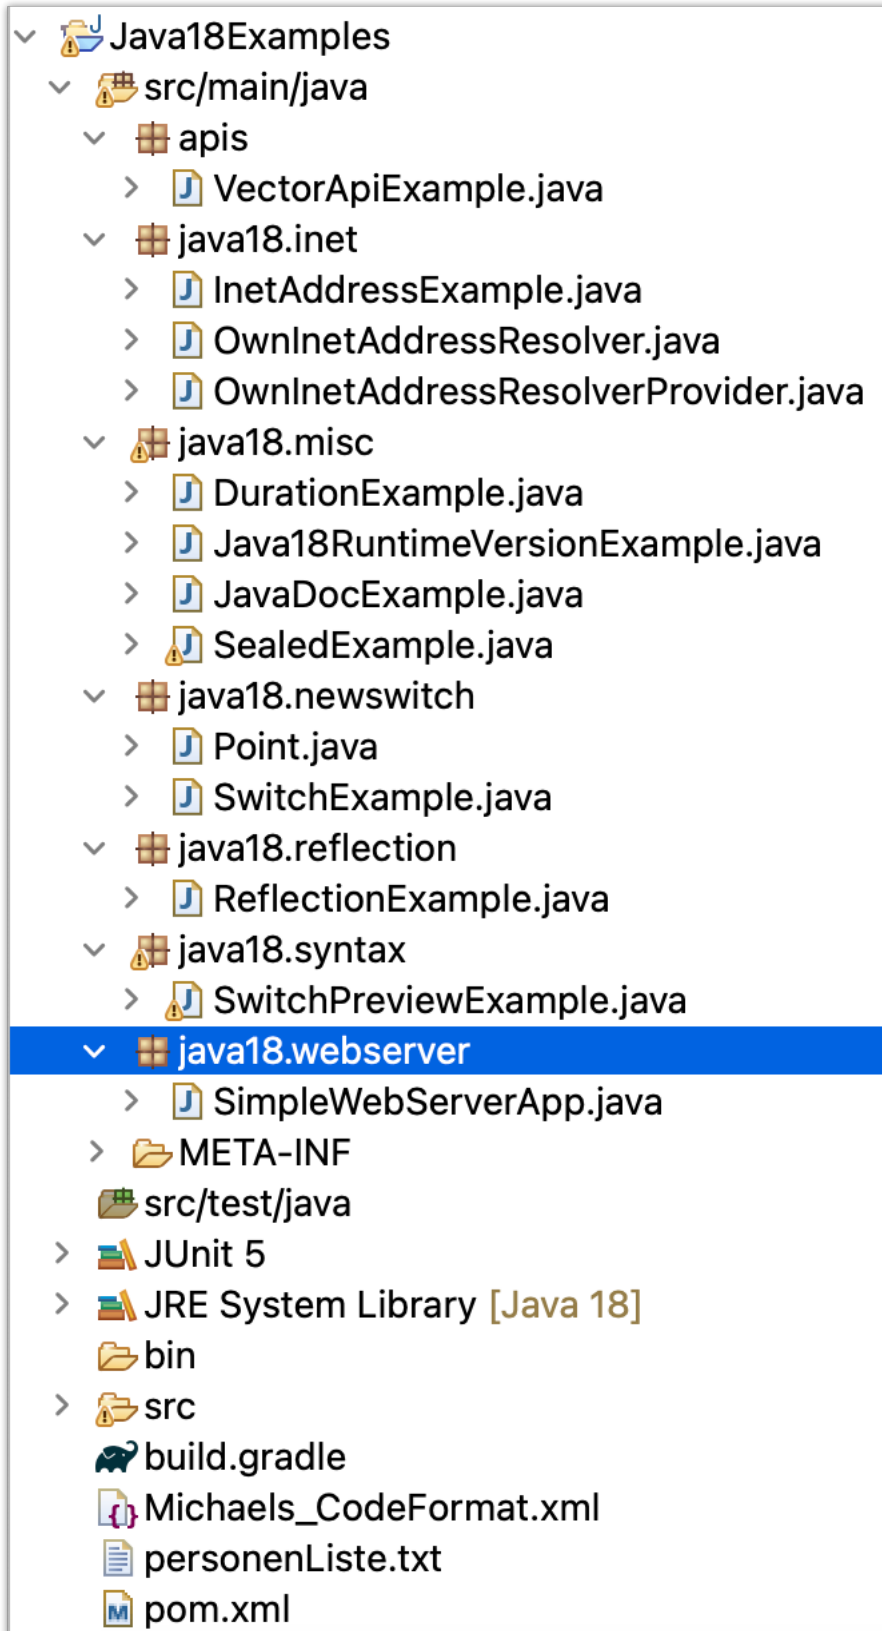 Java18Examples
src/main/java
apis
VectorApiExample.java
java18.inet
InetAddressExample.java
OwnInetAddressResolver.java
OwnInetAddressResolverProvider.java
java18.misc
DurationExample.java
Java18RuntimeVersionExample.java
JavaDocExample.java
SealedExample.java
java18.newswitch
Point.java
SwitchExample.java
java18.reflection
ReflectionExample.java
java18.syntax
SwitchPreviewExample.java
java18.webserver
SimpleWebServerApp.java
META-INF
src/test/java
JUnit 5
JRE System Library [Java 18]
bin
src
build.gradle
Michaels_CodeFormat.xml
personenListe.txt
pom.xml